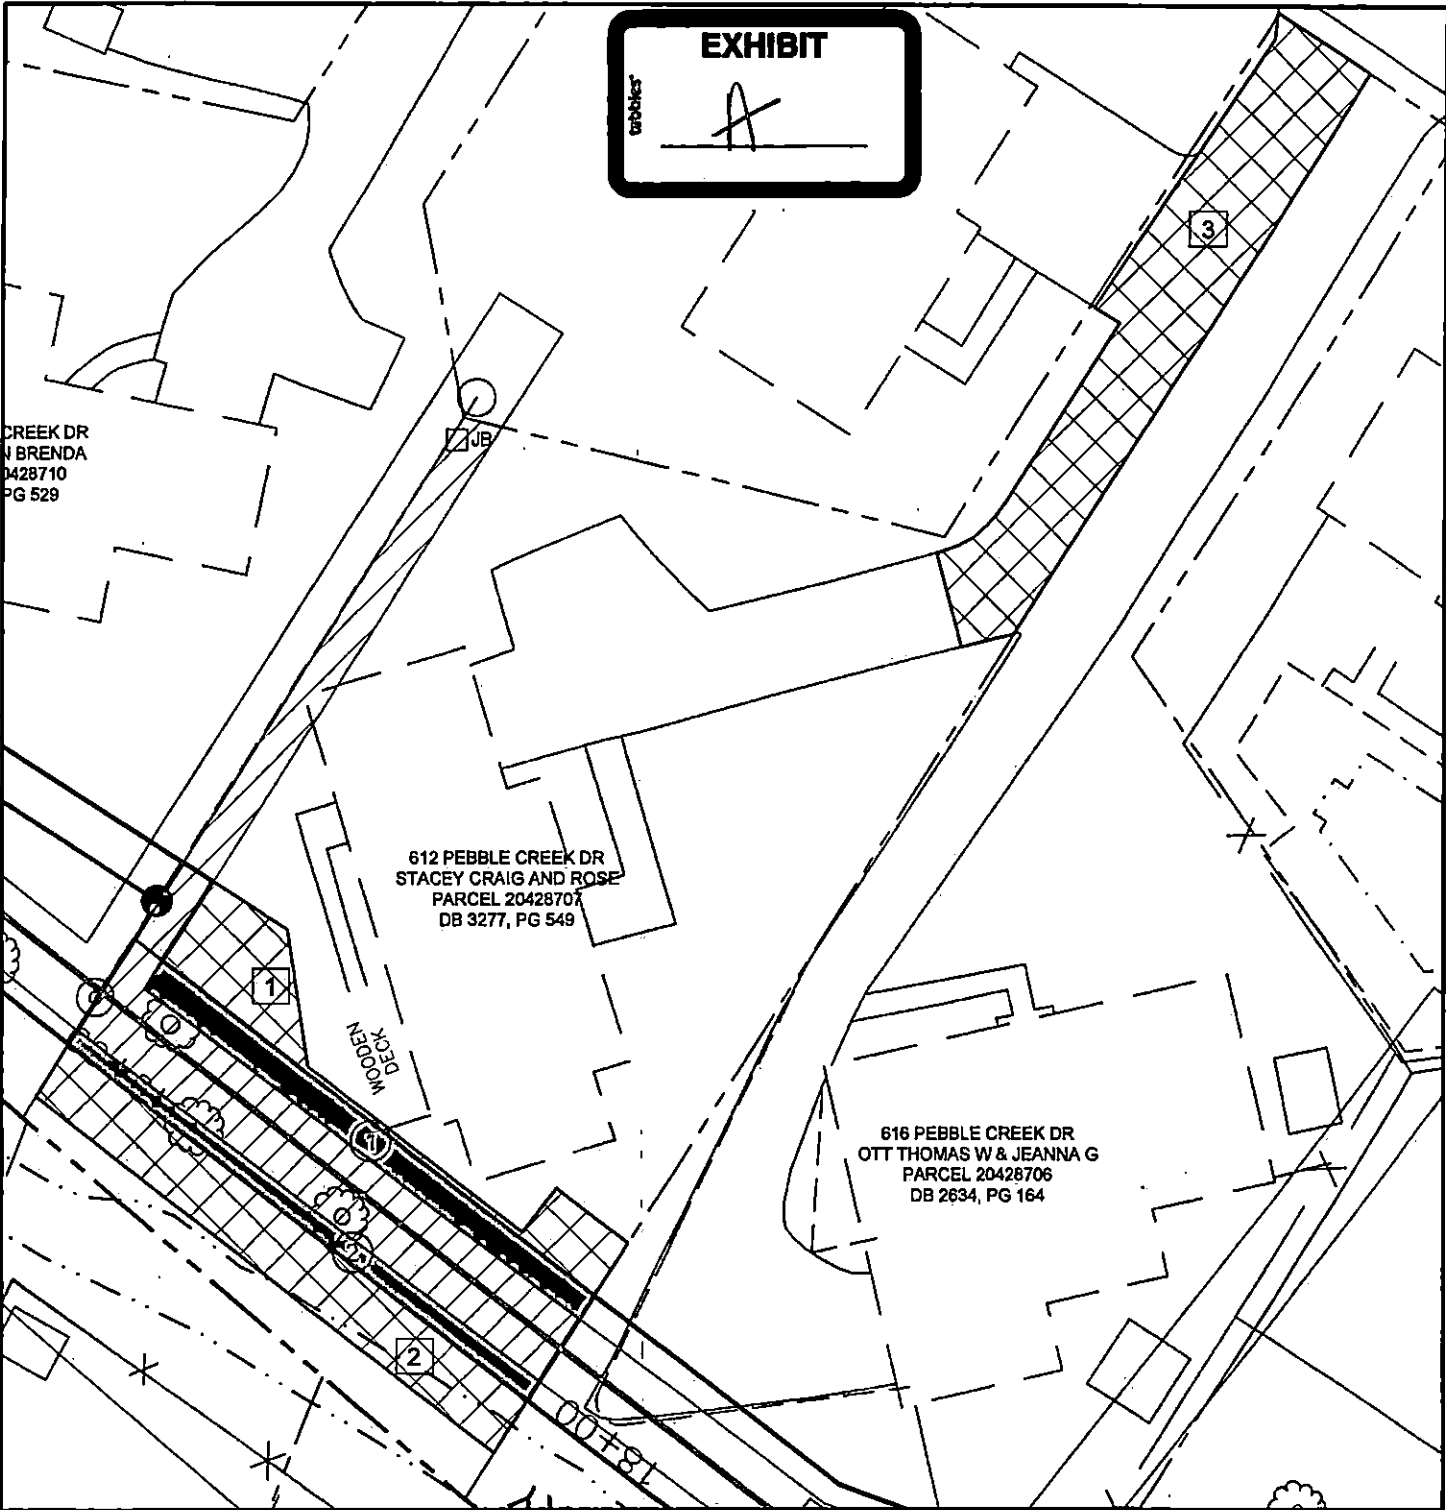 EXHIBIT
tabbies®
A
3
JB
CREEK DR
N BRENDA
0428710
PG 529
612 PEBBLE CREEK DR
STACEY CRAIG AND ROSE
PARCEL 20428707
DB 3277, PG 549
1
WOODEN
DECK
1
616 PEBBLE CREEK DR
OTT THOMAS W & JEANNA G
PARCEL 20428706
DB 2634, PG 164
2
2
18+00